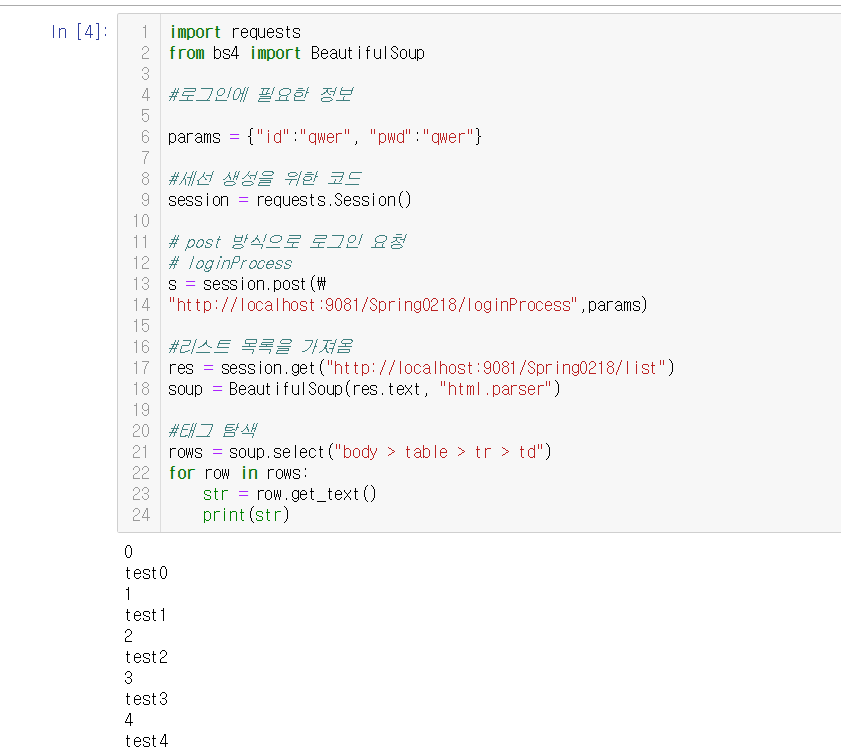 In [4]:
1 import requests
2 from bs4 import BeautifulSoup
3
4 #로그인에 필요한 정보
5
6 params = {"id":"qwer", "pwd":"qwer"}
7
8 #세선 생성을 위한 코드
9 session = requests.Session()
10
11 # post 방식으로 로그인 요청
12 # loginProcess
13 s = session.post(₩
14 "http://localhost:9081/Spring0218/loginProcess",params)
15
16 #리스트 목록을 가져옴
17 res = session.get("http://localhost:9081/Spring0218/list")
18 soup = BeautifulSoup(res.text, "html.parser")
19
20 #태그 탐색
21 rows = soup.select("body > table > tr > td")
22 for row in rows:
23     str = row.get_text()
24     print(str)
0
test0
1
test1
2
test2
3
test3
4
test4